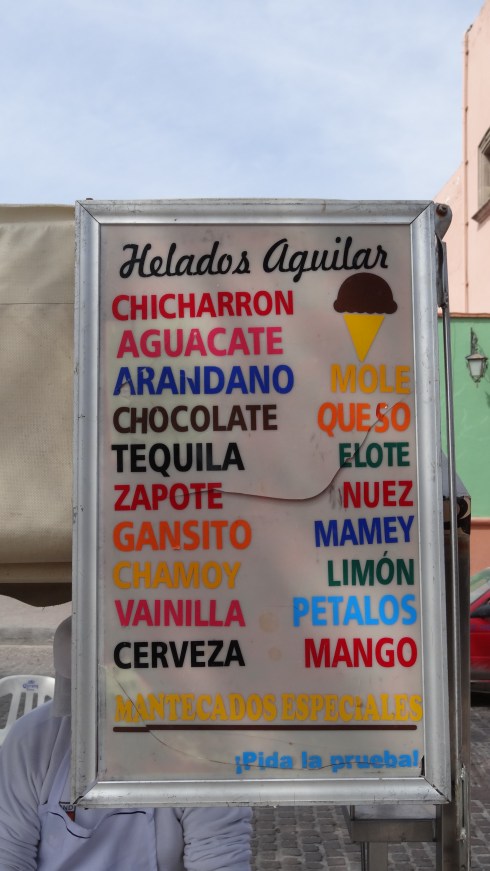 Helados Aguilar
CHICHARRON
AGUACATE
ARANDANO
CHOCOLATE
TEQUILA
ZAPOTE
GANSITO
CHAMOY
VAINILLA
CERVEZA
MOLE
QUESO
ELOTE
NUEZ
MAMEY
LIMÓN
PETALOS
MANGO
MANTECADOS ESPECIALES
¡Pida la prueba!